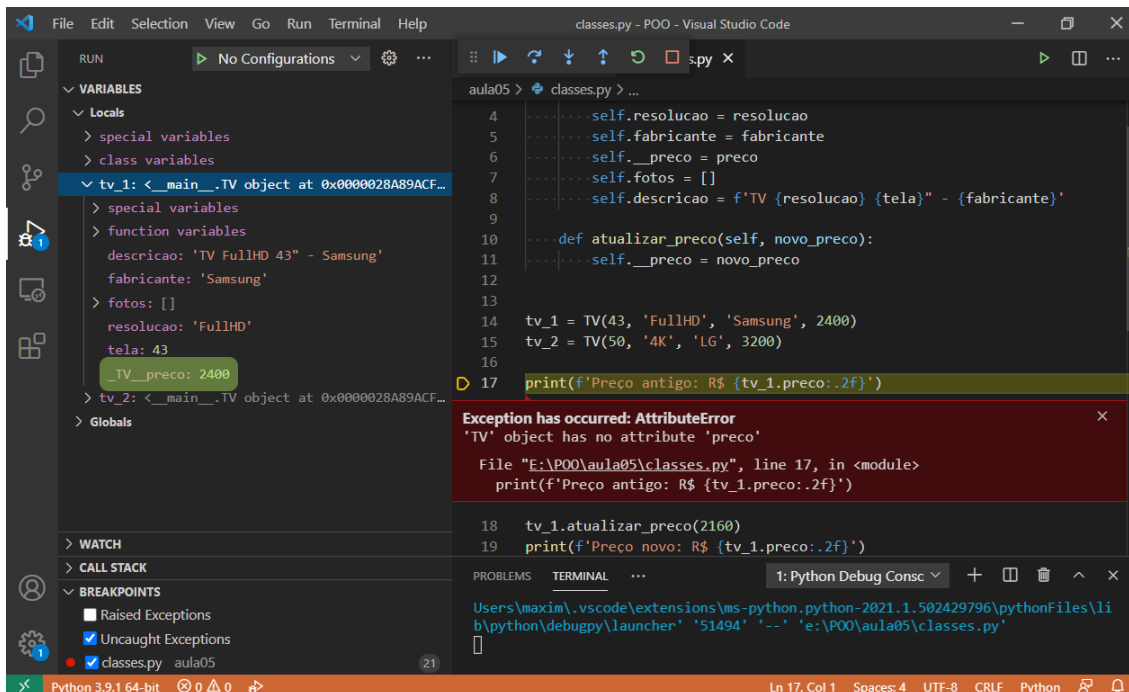 File Edit Selection View Go Run Terminal Help classes.py - POO - Visual Studio Code
RUN No Configurations ···
VARIABLES
Locals
special variables
class variables
tv_1: <__main__.TV object at 0x0000028A89ACF…
special variables
function variables
descricao: 'TV FullHD 43" - Samsung'
fabricante: 'Samsung'
fotos: []
resolucao: 'FullHD'
tela: 43
_TV__preco: 2400
tv_2: <__main__.TV object at 0x0000028A89ACF…
Globals
WATCH
CALL STACK
BREAKPOINTS
Raised Exceptions
Uncaught Exceptions
classes.py aula05 21
1
1
s.py
aula05 > classes.py > ...
4 self.resolucao = resolucao
5 self.fabricante = fabricante
6 self.__preco = preco
7 self.fotos = []
8 self.descricao = f'TV {resolucao} {tela}" - {fabricante}'
9
10 def atualizar_preco(self, novo_preco):
11 self.__preco = novo_preco
12
13
14 tv_1 = TV(43, 'FullHD', 'Samsung', 2400)
15 tv_2 = TV(50, '4K', 'LG', 3200)
16
17 print(f'Preço antigo: R$ {tv_1.preco:.2f}')
Exception has occurred: AttributeError
'TV' object has no attribute 'preco'
File "E:\POO\aula05\classes.py", line 17, in <module>
print(f'Preço antigo: R$ {tv_1.preco:.2f}')
18 tv_1.atualizar_preco(2160)
19 print(f'Preço novo: R$ {tv_1.preco:.2f}')
PROBLEMS TERMINAL ··· 1: Python Debug Consc
Users\maxim\.vscode\extensions\ms-python.python-2021.1.502429796\pythonFiles\li
b\python\debugpy\launcher' '51494' '--' 'e:\POO\aula05\classes.py'
Python 3.9.1 64-bit 0 0 Ln 17, Col 1 Spaces: 4 UTF-8 CRLF Python